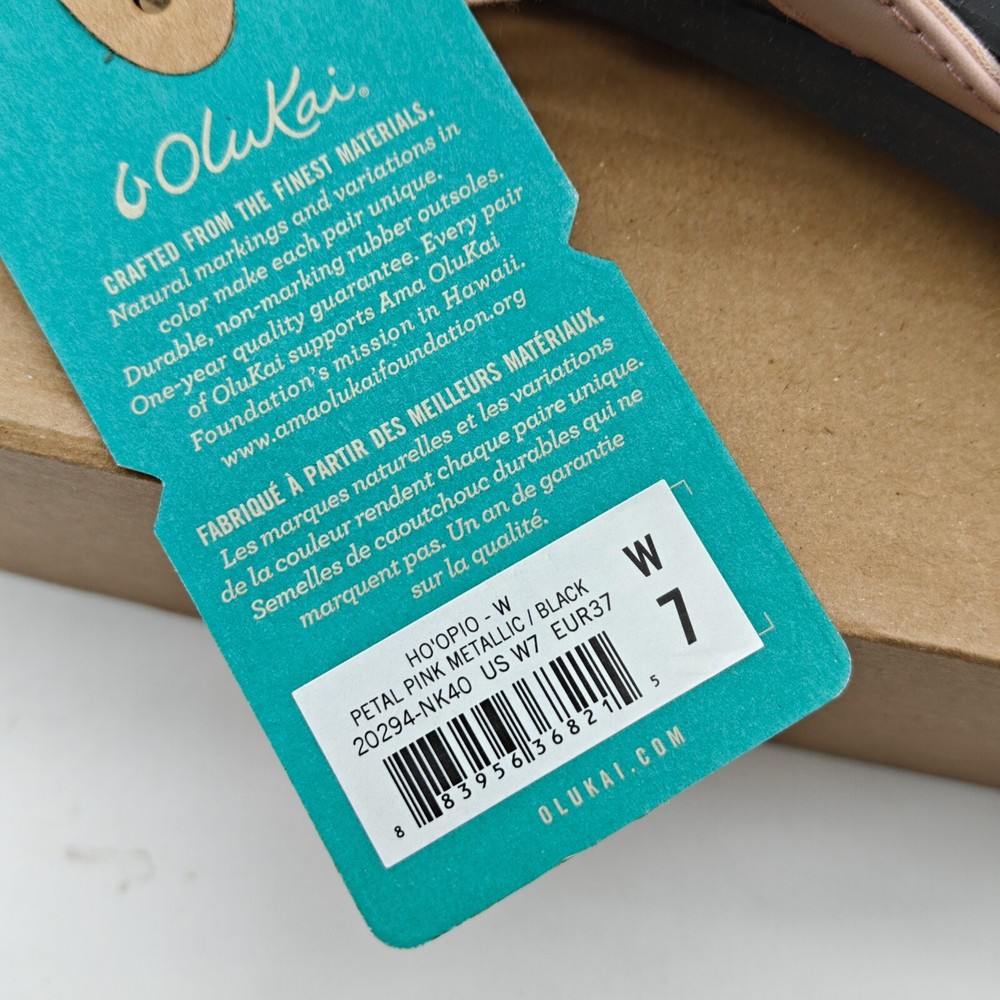 OluKai®
CRAFTED FROM THE FINEST MATERIALS.
Natural markings and variations in
color make each pair unique.
Durable, non-marking rubber outsoles.
One-year quality guarantee. Every pair
of OluKai supports Ama OluKai
Foundation's mission in Hawaii.
www.amaolukaifoundation.org
FABRIQUÉ À PARTIR DES MEILLEURS MATÉRIAUX.
Les marques naturelles et les variations
de la couleur rendent chaque paire unique.
Semelles de caoutchouc durables qui ne
marquent pas. Un an de garantie
sur la qualité.
HO'OPIO - W
PETAL PINK METALLIC / BLACK
20294-NK40 US W7 EUR37
W
7
8 83956 36821 5
OLUKAI.COM